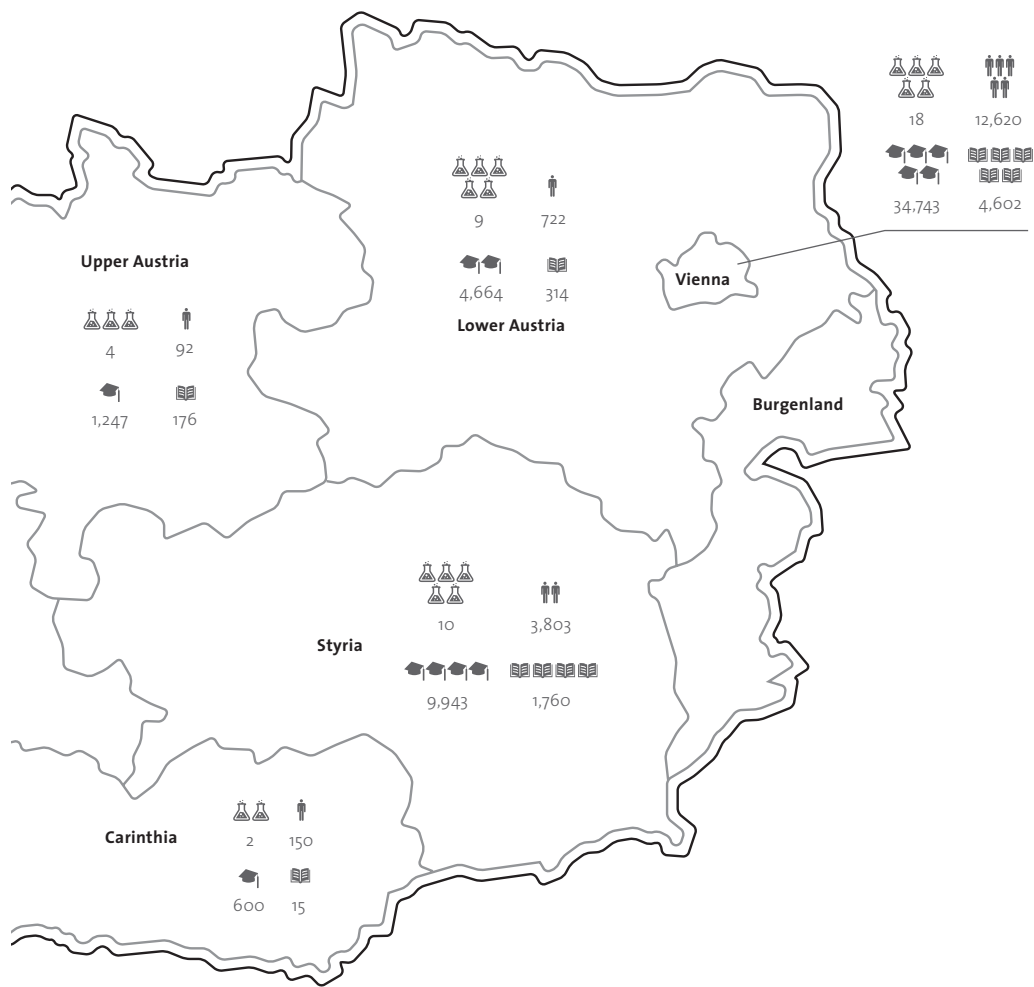 18 12,620
34,743 4,602
9 722
4,664 314
Lower Austria
Vienna
Upper Austria
4 92
1,247 176
Burgenland
10 3,803
Styria
9,943 1,760
2 150
Carinthia
600 15